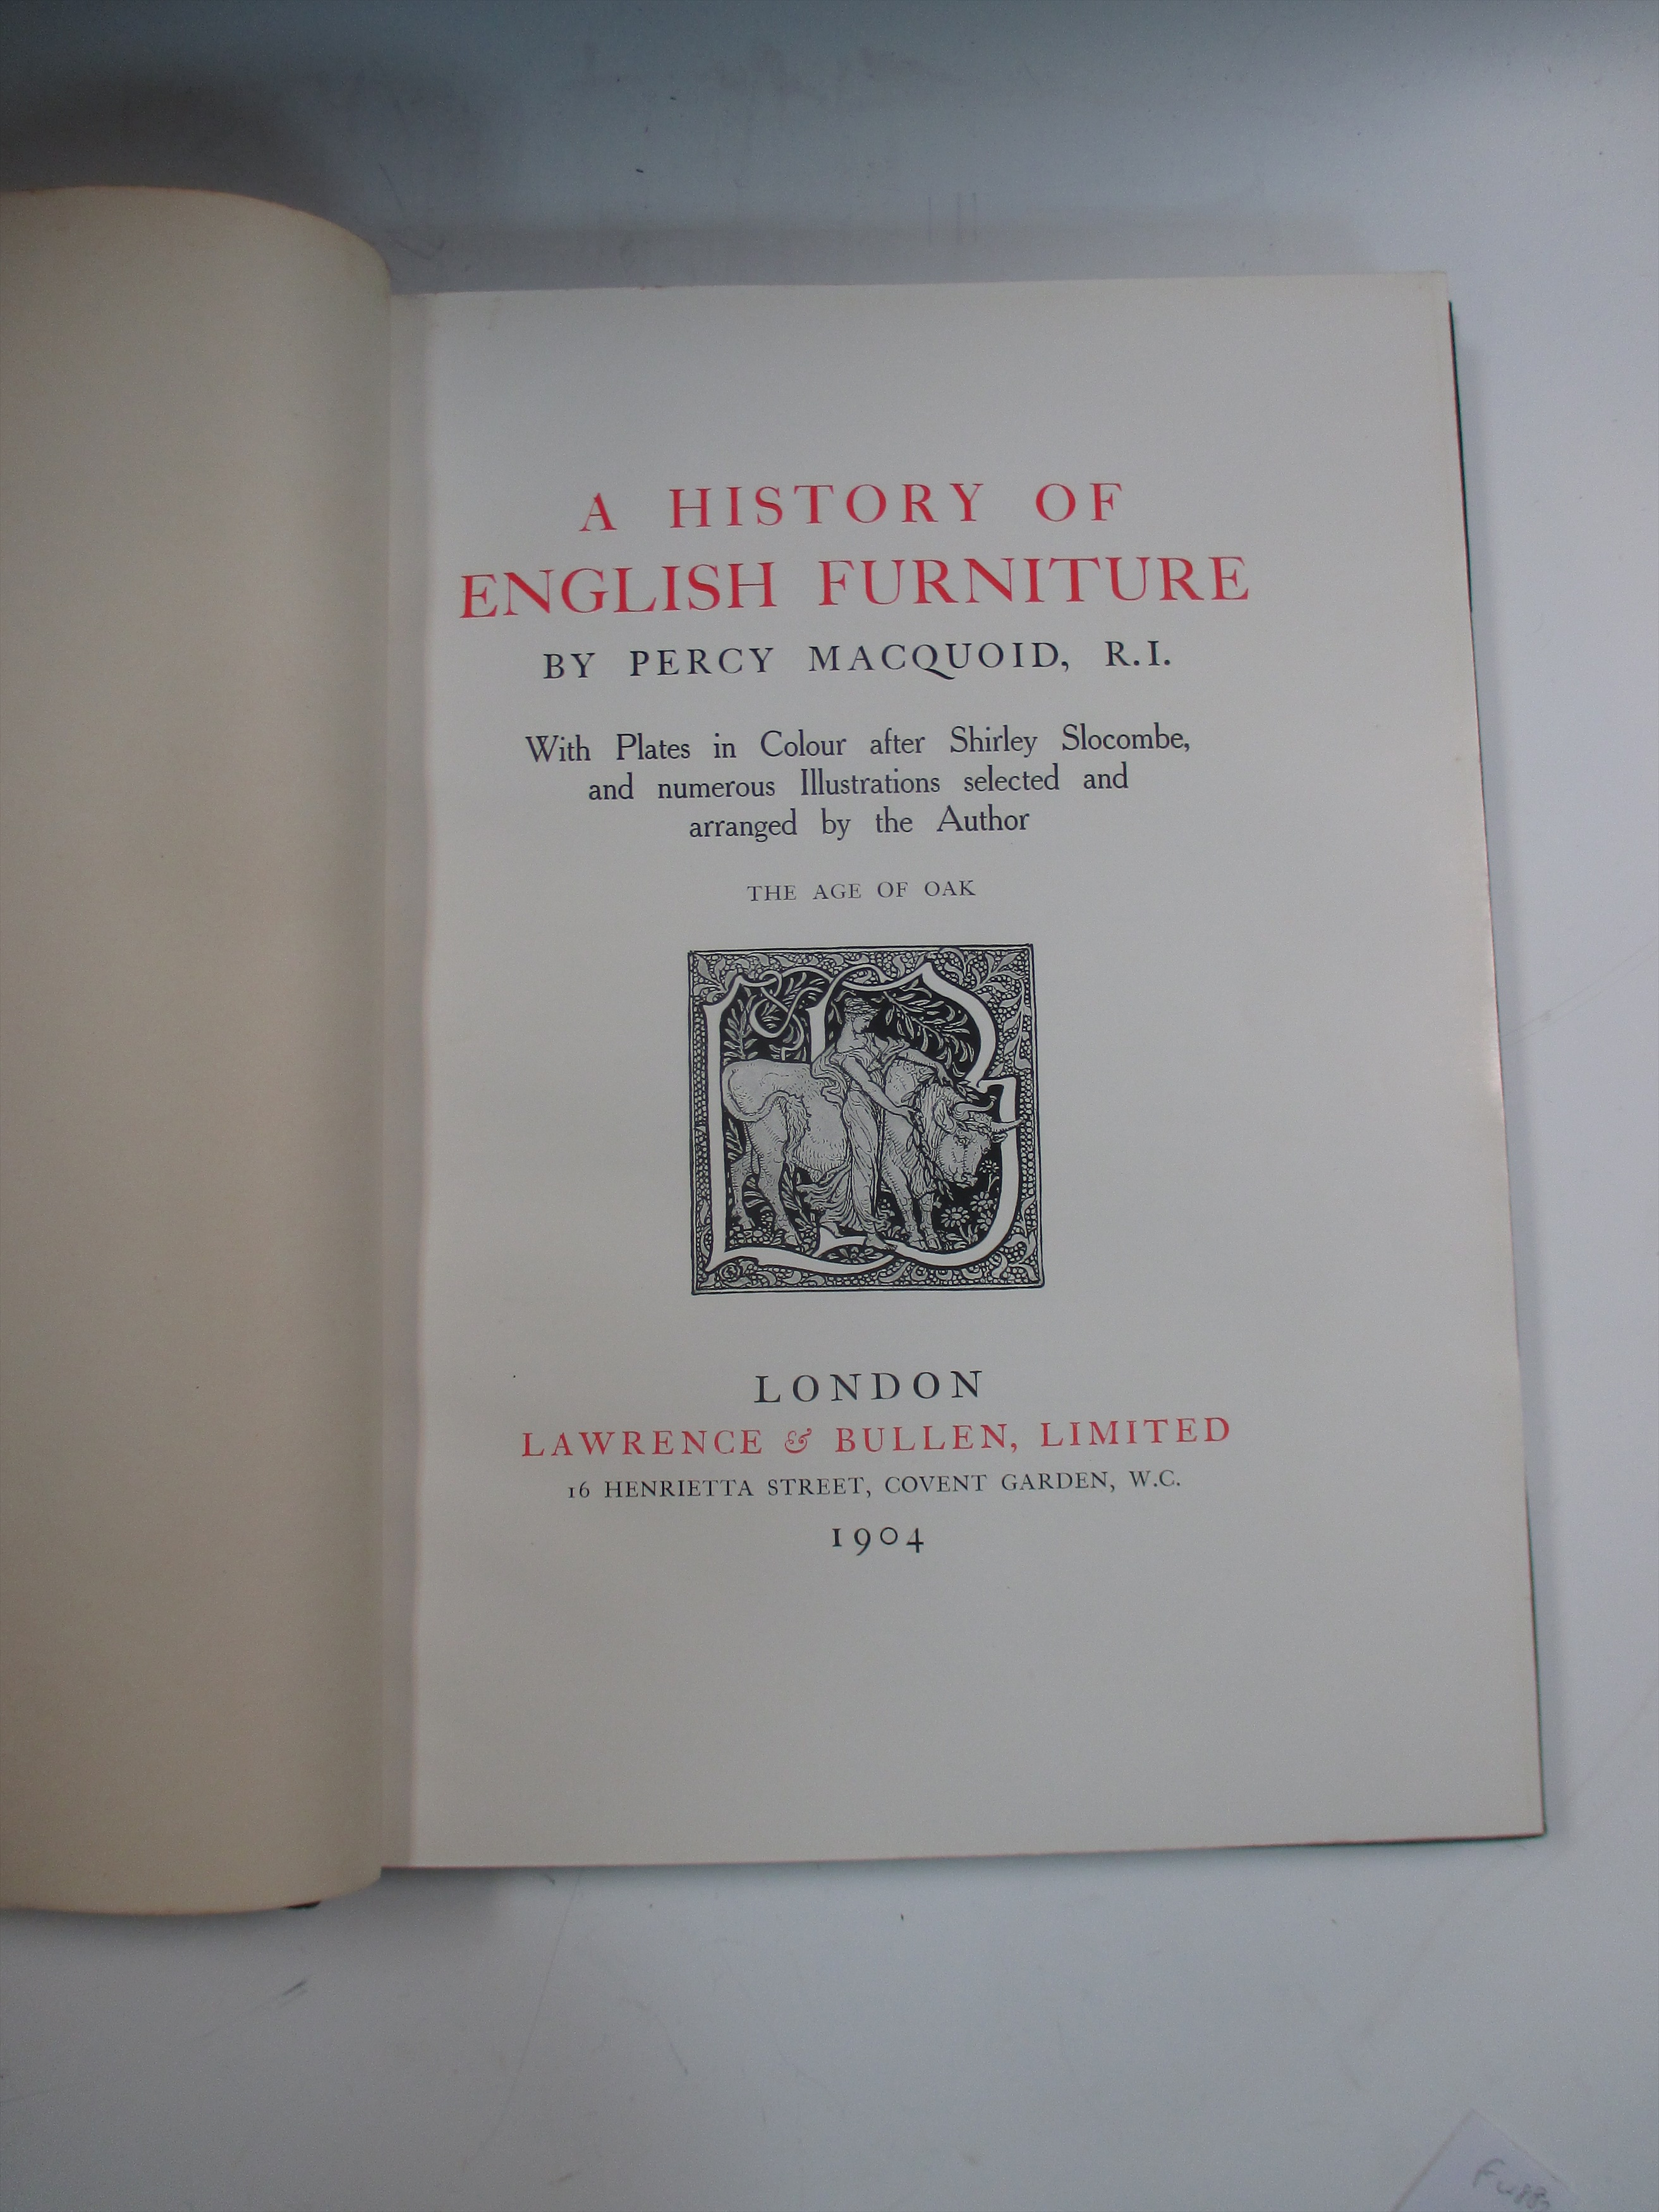 A HISTORY OF
ENGLISH FURNITURE
BY PERCY MACQUOID, R.I.
With Plates in Colour after Shirley Slocombe,
and numerous Illustrations selected and
arranged by the Author
THE AGE OF OAK
LONDON
LAWRENCE & BULLEN, LIMITED
16 HENRIETTA STREET, COVENT GARDEN, W.C.
1904